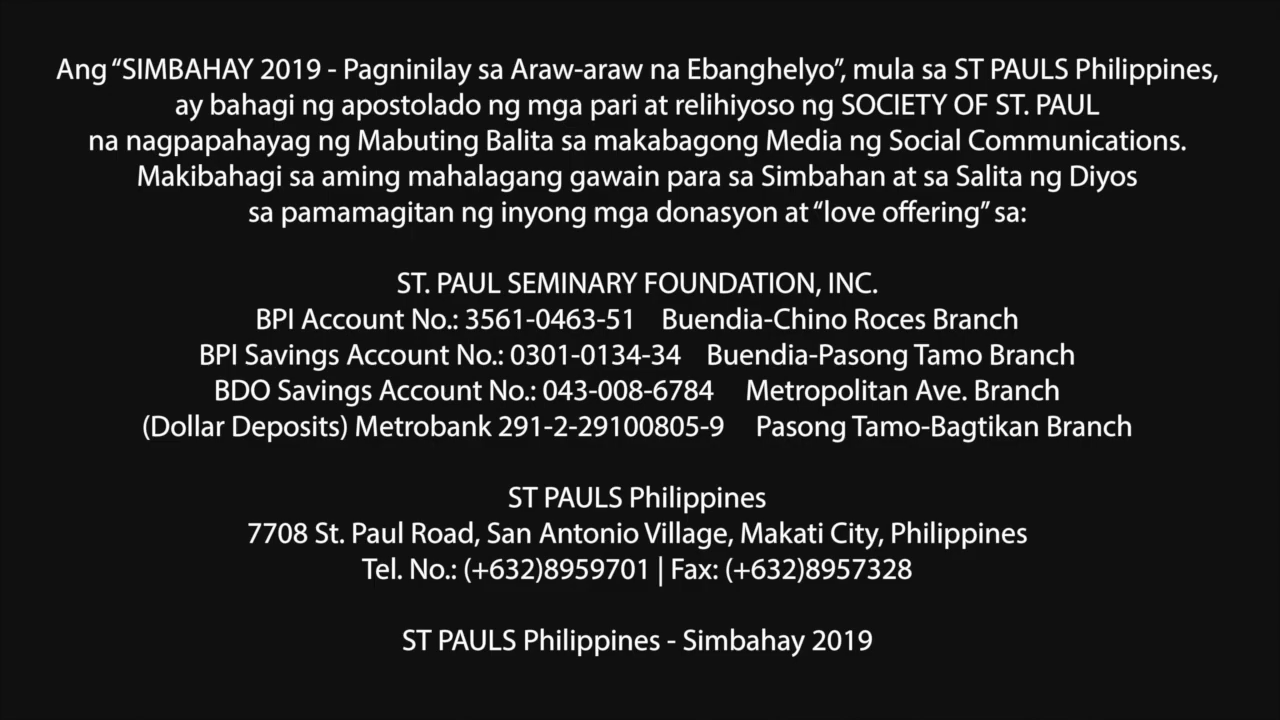 Ang “SIMBAHAY 2019 - Pagninilay sa Araw-araw na Ebanghelyo”, mula sa ST PAULS Philippines,
ay bahagi ng apostolado ng mga pari at relihiyoso ng SOCIETY OF ST. PAUL
na nagpapahayag ng Mabuting Balita sa makabagong Media ng Social Communications.
Makibahagi sa aming mahalagang gawain para sa Simbahan at sa Salita ng Diyos
sa pamamagitan ng inyong mga donasyon at “love offering” sa:
ST. PAUL SEMINARY FOUNDATION, INC.
BPI Account No.: 3561-0463-51 Buendia-Chino Roces Branch
BPI Savings Account No.: 0301-0134-34 Buendia-Pasong Tamo Branch
BDO Savings Account No.: 043-008-6784 Metropolitan Ave. Branch
(Dollar Deposits) Metrobank 291-2-29100805-9 Pasong Tamo-Bagtikan Branch
ST PAULS Philippines
7708 St. Paul Road, San Antonio Village, Makati City, Philippines
Tel. No.: (+632)8959701 | Fax: (+632)8957328
ST PAULS Philippines - Simbahay 2019